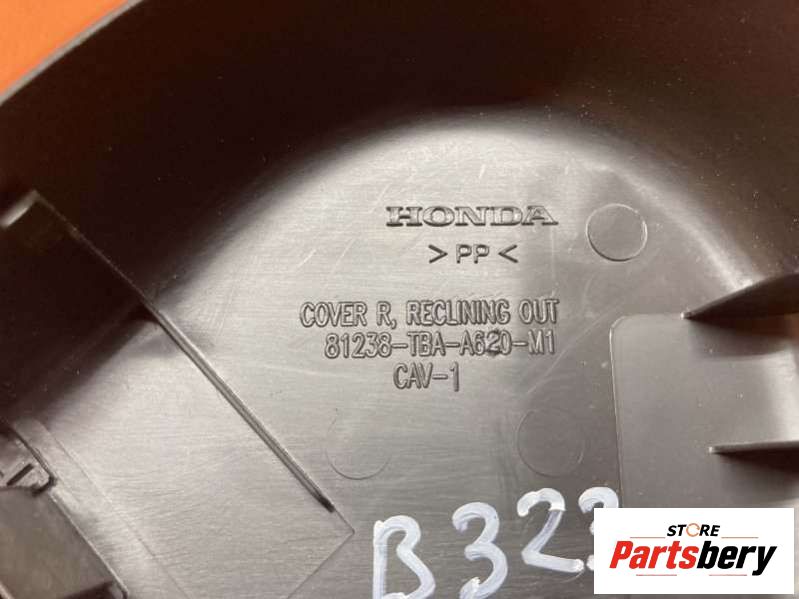 HONDA
> PP <
COVER R, RECLINING OUT
81238-TBA-A620-M1
CAV-1
STORE
Partsbery